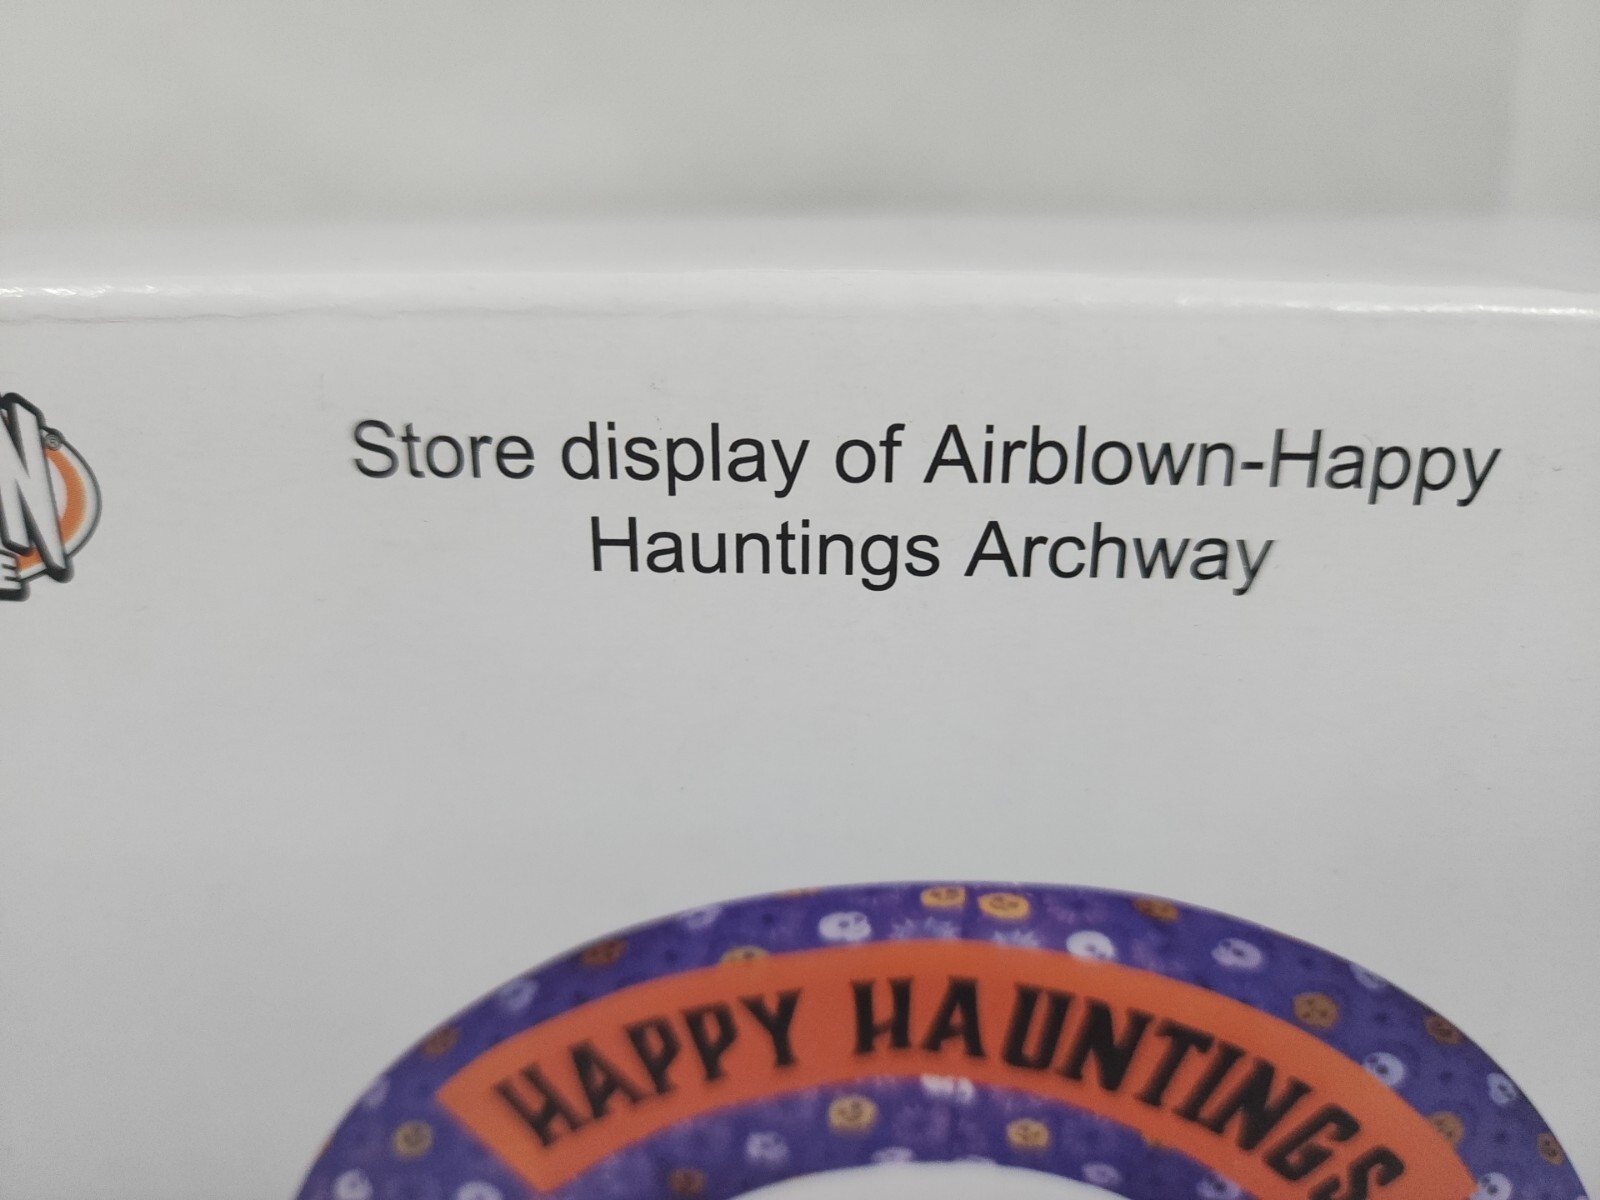 Store display of Airblown-Happy
Hauntings Archway
HAPPY HAUNTINGS